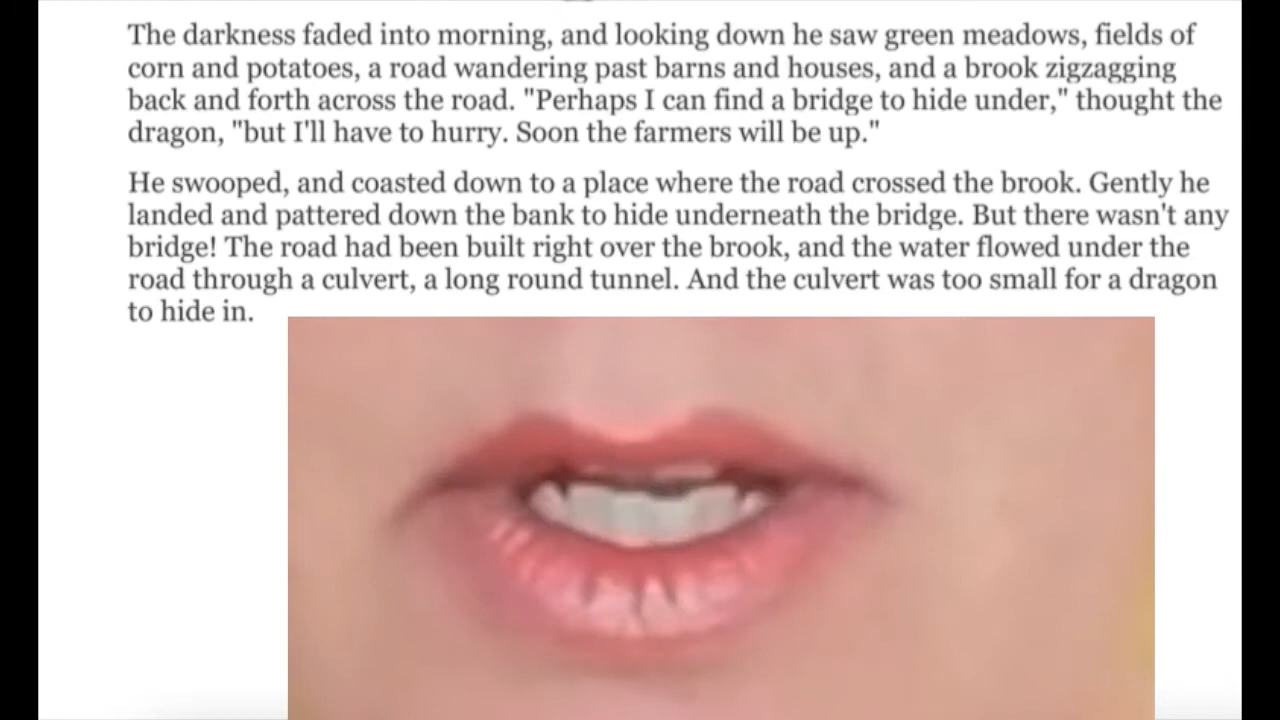 The darkness faded into morning, and looking down he saw green meadows, fields of
corn and potatoes, a road wandering past barns and houses, and a brook zigzagging
back and forth across the road. "Perhaps I can find a bridge to hide under," thought the
dragon, "but I'll have to hurry. Soon the farmers will be up."
He swooped, and coasted down to a place where the road crossed the brook. Gently he
landed and pattered down the bank to hide underneath the bridge. But there wasn't any
bridge! The road had been built right over the brook, and the water flowed under the
road through a culvert, a long round tunnel. And the culvert was too small for a dragon
to hide in.